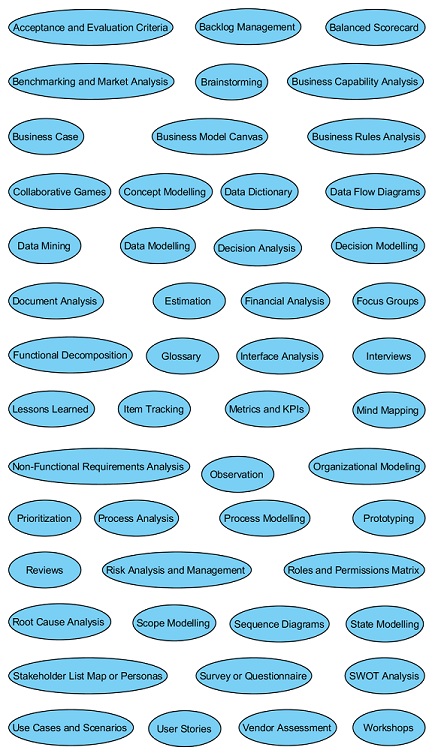 Acceptance and Evaluation Criteria
Backlog Management
Balanced Scorecard
Benchmarking and Market Analysis
Brainstorming
Business Capability Analysis
Business Case
Business Model Canvas
Business Rules Analysis
Collaborative Games
Concept Modelling
Data Dictionary
Data Flow Diagrams
Data Mining
Data Modelling
Decision Analysis
Decision Modelling
Document Analysis
Estimation
Financial Analysis
Focus Groups
Functional Decomposition
Glossary
Interface Analysis
Interviews
Lessons Learned
Item Tracking
Metrics and KPIs
Mind Mapping
Non-Functional Requirements Analysis
Observation
Organizational Modeling
Prioritization
Process Analysis
Process Modelling
Prototyping
Reviews
Risk Analysis and Management
Roles and Permissions Matrix
Root Cause Analysis
Scope Modelling
Sequence Diagrams
State Modelling
Stakeholder List Map or Personas
Survey or Questionnaire
SWOT Analysis
Use Cases and Scenarios
User Stories
Vendor Assessment
Workshops